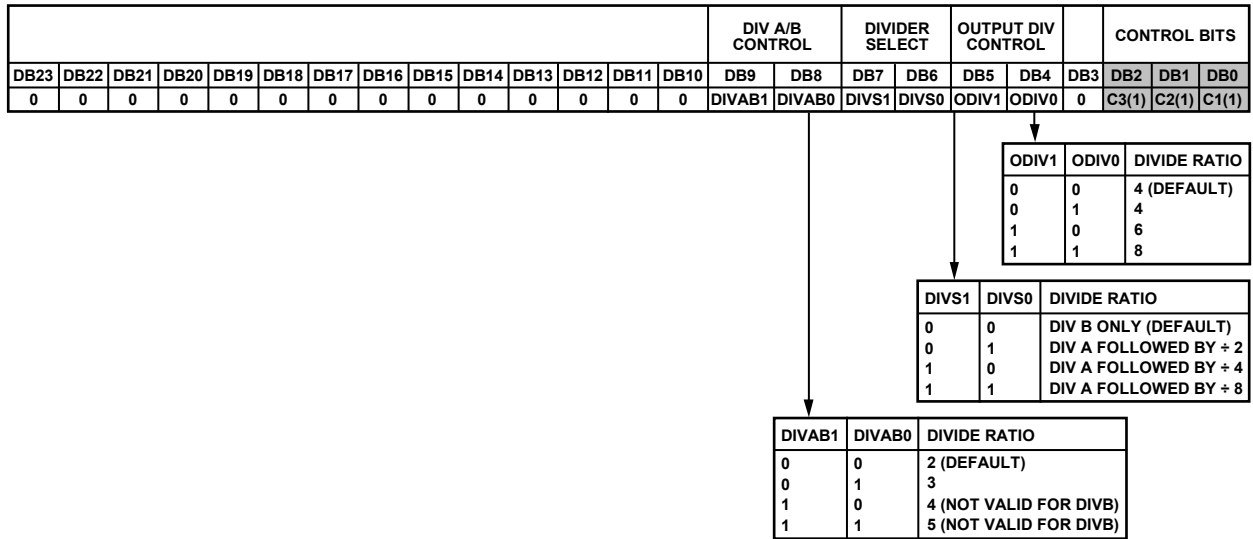 DIV A/B CONTROL DIVIDER SELECT OUTPUT DIV CONTROL CONTROL BITS
DB23 DB22 DB21 DB20 DB19 DB18 DB17 DB16 DB15 DB14 DB13 DB12 DB11 DB10 DB9 DB8 DB7 DB6 DB5 DB4 DB3 DB2 DB1 DB0
0 0 0 0 0 0 0 0 0 0 0 0 0 0 DIVAB1 DIVAB0 DIVS1 DIVS0 ODIV1 ODIV0 0 C3(1) C2(1) C1(1)
ODIV1 ODIV0 DIVIDE RATIO
0 0 4 (DEFAULT)
0 1 4
1 0 6
1 1 8
DIVS1 DIVS0 DIVIDE RATIO
0 0 DIV B ONLY (DEFAULT)
0 1 DIV A FOLLOWED BY ÷ 2
1 0 DIV A FOLLOWED BY ÷ 4
1 1 DIV A FOLLOWED BY ÷ 8
DIVAB1 DIVAB0 DIVIDE RATIO
0 0 2 (DEFAULT)
0 1 3
1 0 4 (NOT VALID FOR DIVB)
1 1 5 (NOT VALID FOR DIVB)